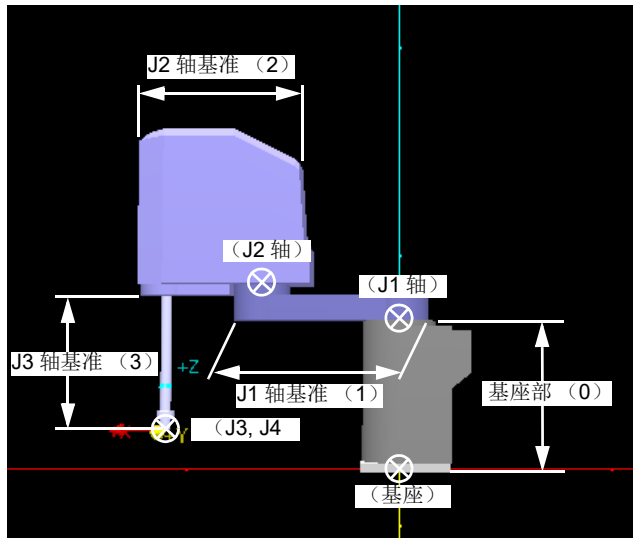 J2 轴基准 （2）
（J2 轴）
（J1 轴）
J3 轴基准 （3）
+Z
J1 轴基准 （1）
基座部 （0）
Y
（J3, J4
（基座）